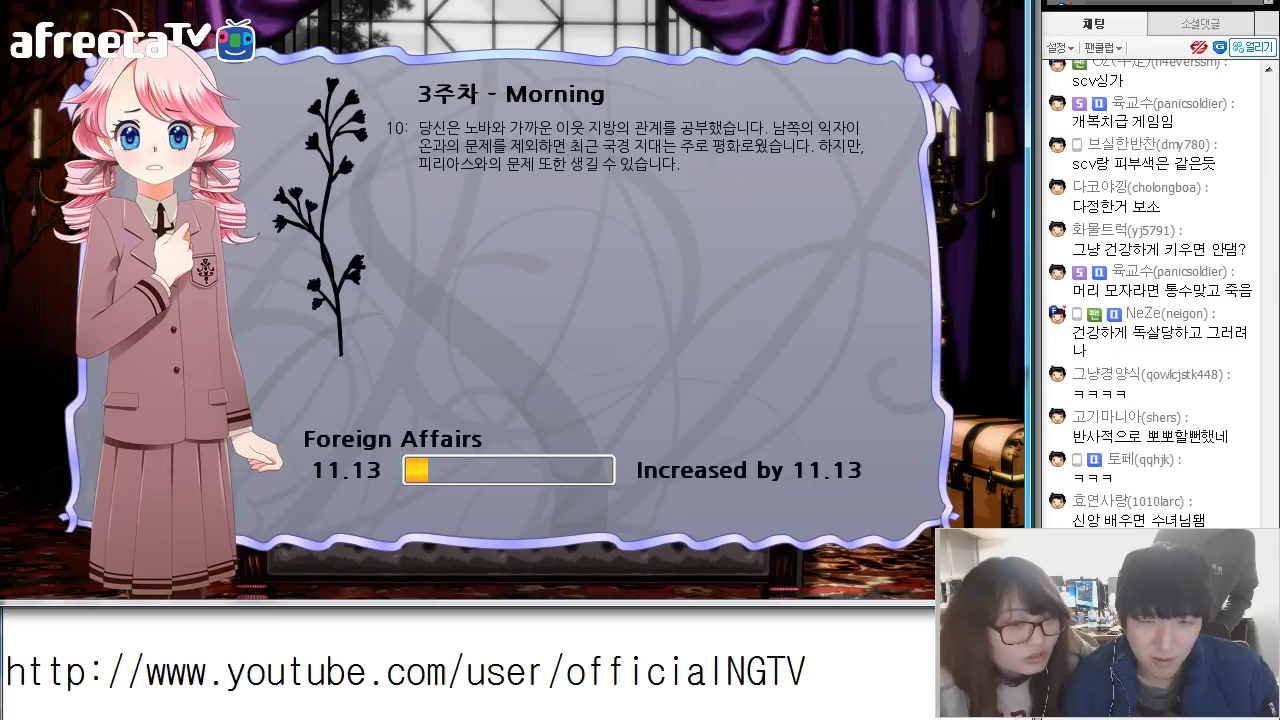 afreecaTV
3주차 - Morning
10: 당신은 노바와 가까운 이웃 지방의 관계를 공부했습니다. 남쪽의 익자이
온과의 문제를 제외하면 최근 국경 지대는 주로 평화로웠습니다. 하지만,
피리아스와의 문제 또한 생길 수 있습니다.
Foreign Affairs
11.13
Increased by 11.13
http://www.youtube.com/user/officialNGTV
채팅
소셜댓글
설정
팬클럽
열리기
scv싱가
육교수(panicsoldier) :
개복치급 게임임
브실한바찬(dmy780) :
scv랑 피부색은 같은듯
다코야낑(cholongboa) :
다정한거 보소
화물트럭(yj5791) :
그냥 건강하게 키우면 안댐?
육교수(panicsoldier) :
머리 모자라면 통수맞고 죽음
팬 NeZe(neigon) :
건강하게 독살당하고 그러려
나
그냥경양식(qowlcjstk448) :
ㅋㅋㅋㅋ
고기마니아(shers) :
반사적으로 뽀뽀할뻔했네
토페(qqhjk) :
ㅋㅋㅋ
효연사랑(1010larc) :
신앙 배우면 수녀님됌